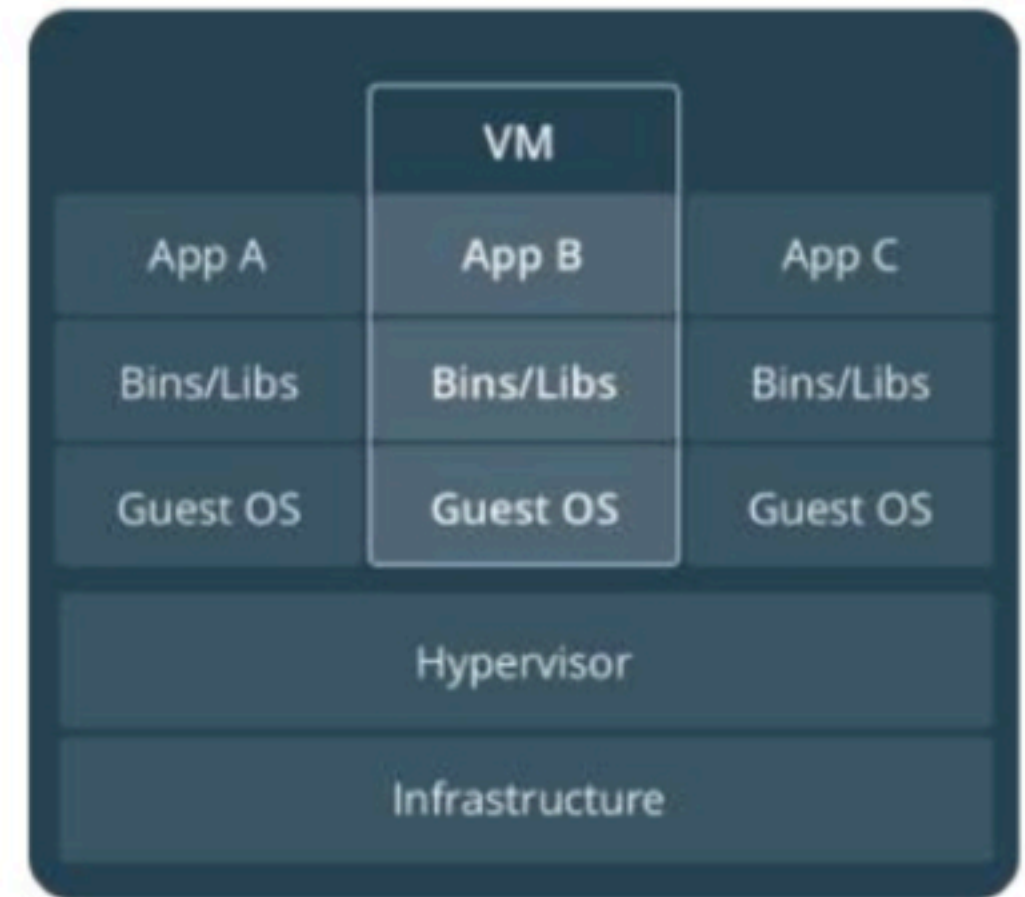 VM
App A
App B
App C
Bins/Libs
Bins/Libs
Bins/Libs
Guest OS
Guest OS
Guest OS
Hypervisor
Infrastructure